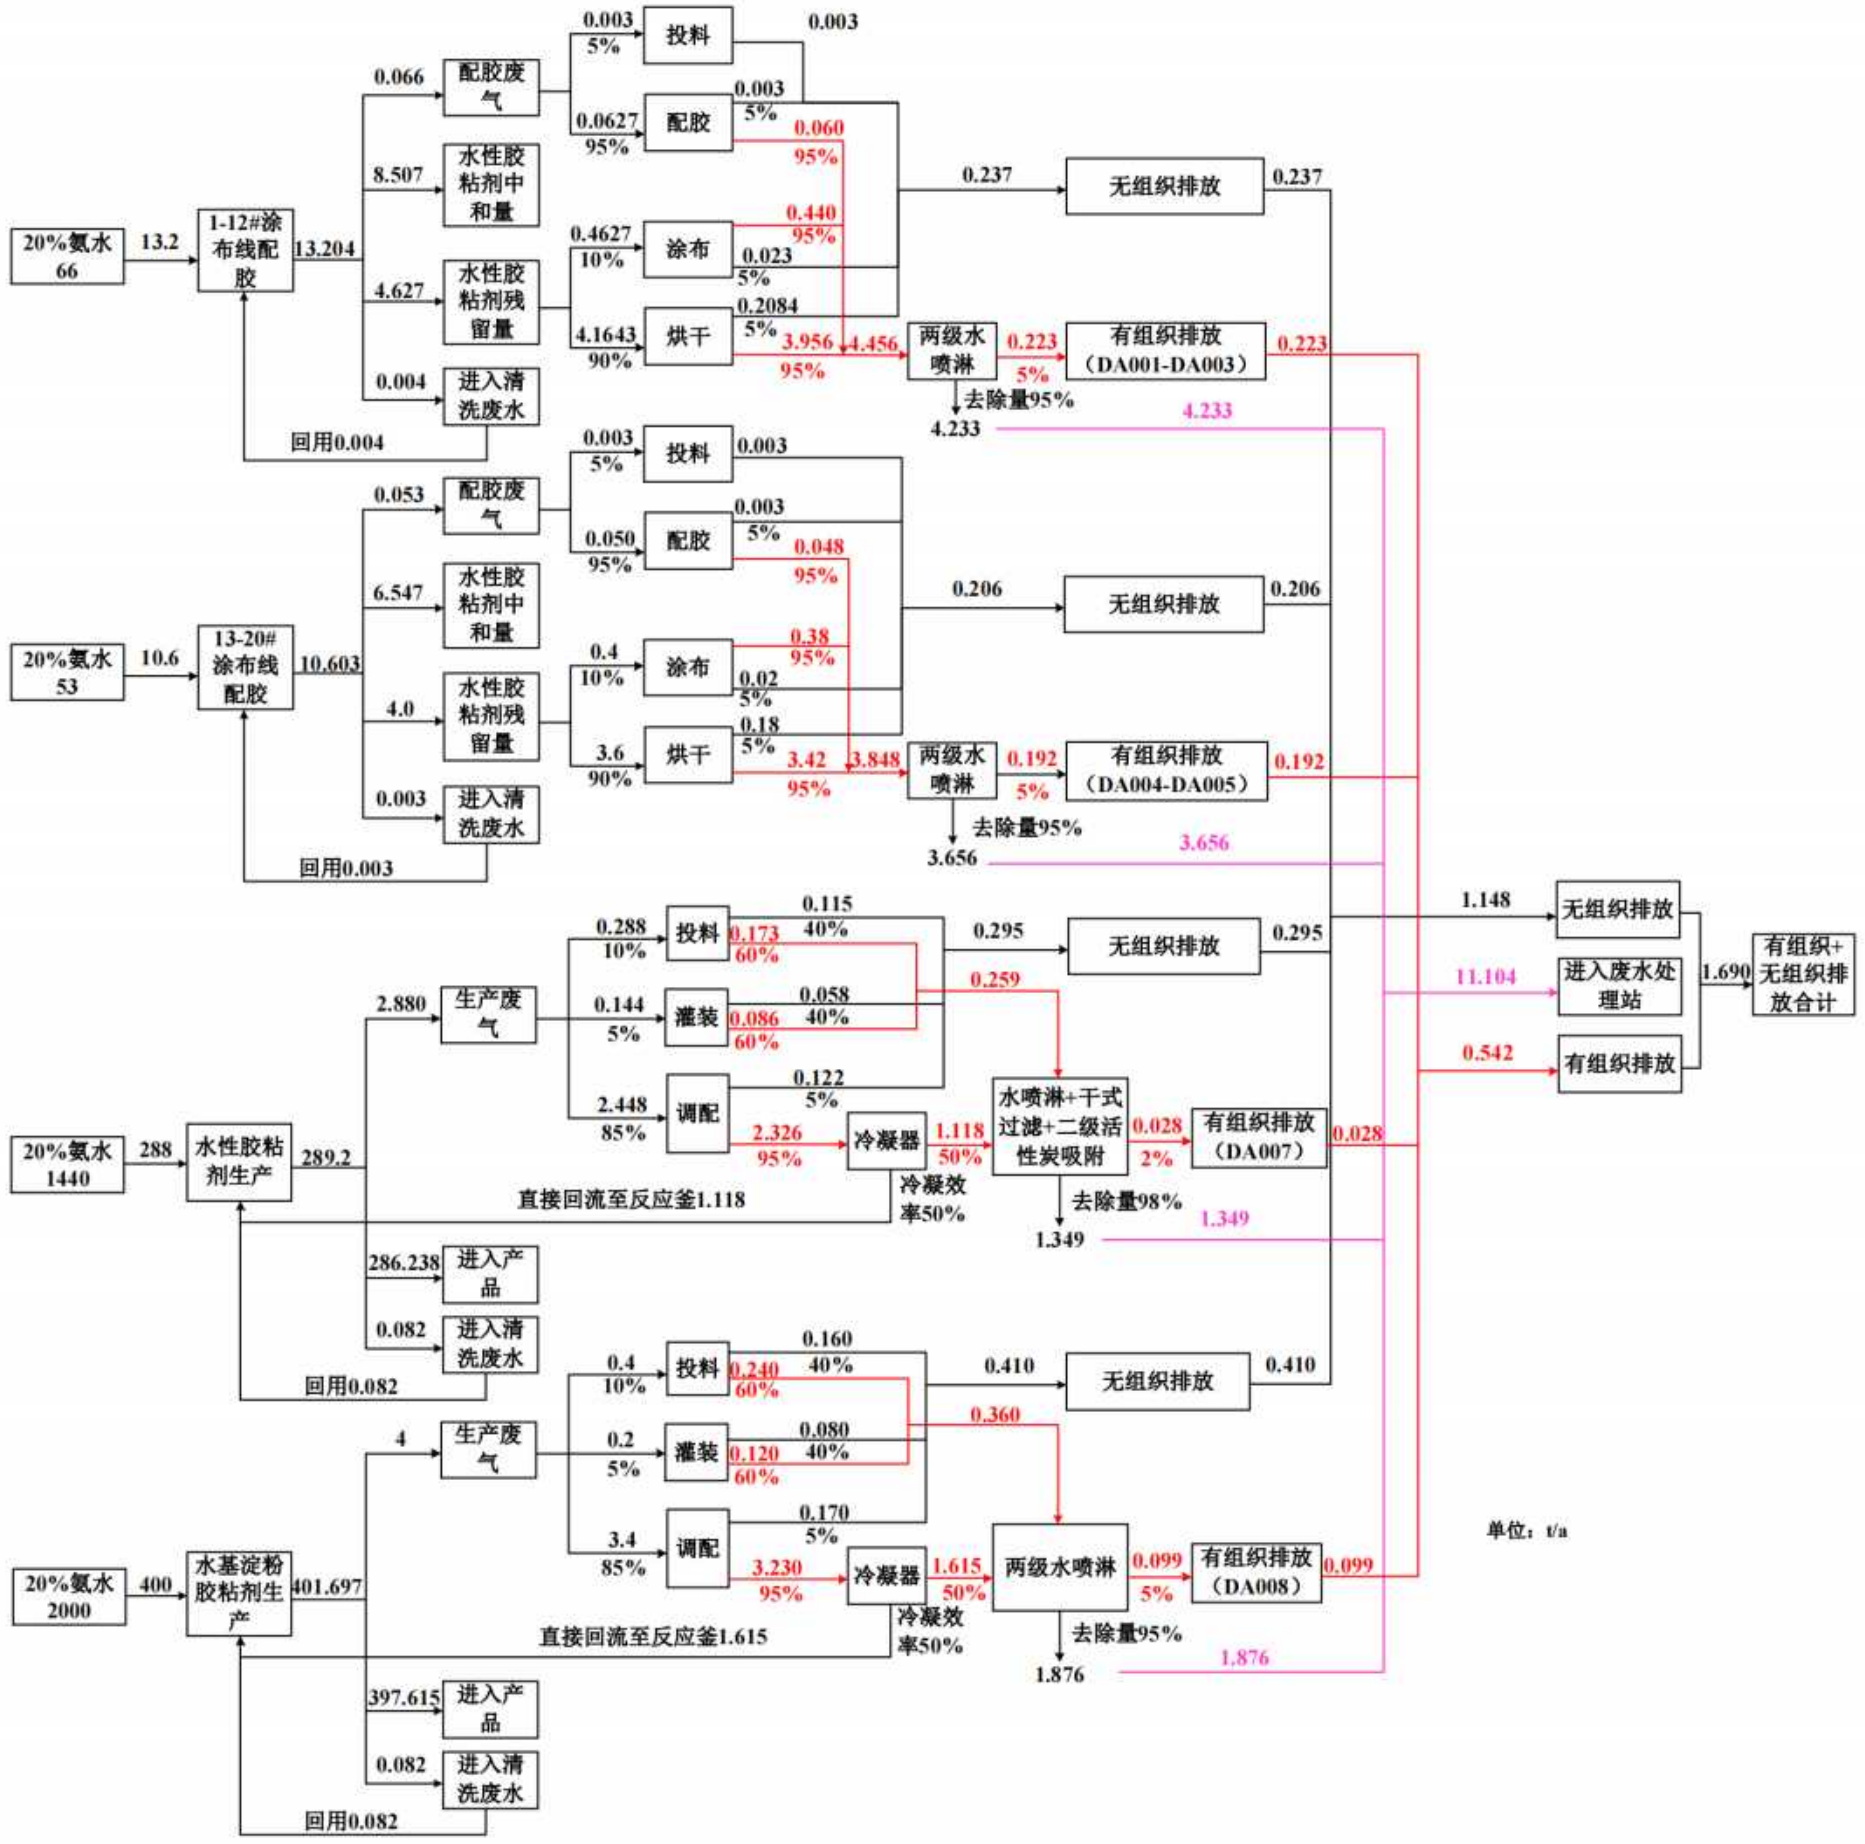 20%氨水
66
13.2
1-12#涂
布线配
胶
13.204
0.066
配胶废
气
8.507
水性胶
粘剂中
和量
4.627
水性胶
粘剂残
留量
0.004
进入清
洗废水
回用0.004
0.003
5%
投料
0.003
0.0627
95%
配胶
0.003
5%
0.060
95%
0.4627
10%
涂布
0.440
95%
0.023
5%
4.1643
90%
烘干
0.2084
5%
3.956
95%
4.456
两级水
喷淋
0.223
5%
有组织排放
（DA001-DA003）
0.223
去除量95%
4.233
4.233
0.237
无组织排放
0.237
20%氨水
53
10.6
13-20#
涂布线
配胶
10.603
0.053
配胶废
气
6.547
水性胶
粘剂中
和量
4.0
水性胶
粘剂残
留量
0.003
进入清
洗废水
回用0.003
0.003
5%
投料
0.003
0.050
95%
配胶
0.003
5%
0.048
95%
0.4
10%
涂布
0.38
95%
0.02
5%
3.6
90%
烘干
0.18
5%
3.42
95%
3.848
两级水
喷淋
0.192
5%
有组织排放
（DA004-DA005）
0.192
去除量95%
3.656
3.656
0.206
无组织排放
0.206
20%氨水
1440
288
水性胶粘
剂生产
289.2
2.880
生产废
气
286.238
进入产
品
0.082
进入清
洗废水
回用0.082
0.288
10%
投料
0.115
40%
0.173
60%
0.144
5%
灌装
0.058
40%
0.086
60%
2.448
85%
调配
0.122
5%
2.326
95%
冷凝器
1.118
50%
冷凝效
率50%
直接回流至反应釜1.118
0.259
水喷淋+干式
过滤+二级活
性炭吸附
0.028
2%
有组织排放
（DA007）
0.028
去除量98%
1.349
1.349
0.295
无组织排放
0.295
20%氨水
2000
400
水基淀粉
胶粘剂生
产
401.697
4
生产废
气
397.615
进入产
品
0.082
进入清
洗废水
回用0.082
0.4
10%
投料
0.160
40%
0.240
60%
0.2
5%
灌装
0.080
40%
0.120
60%
3.4
85%
调配
0.170
5%
3.230
95%
冷凝器
1.615
50%
冷凝效
率50%
直接回流至反应釜1.615
0.360
两级水喷淋
0.099
5%
有组织排放
（DA008）
0.099
去除量95%
1.876
1.876
0.410
无组织排放
0.410
1.148
无组织排放
11.104
进入废水处
理站
0.542
有组织排放
1.690
有组织+
无组织排
放合计
单位：t/a